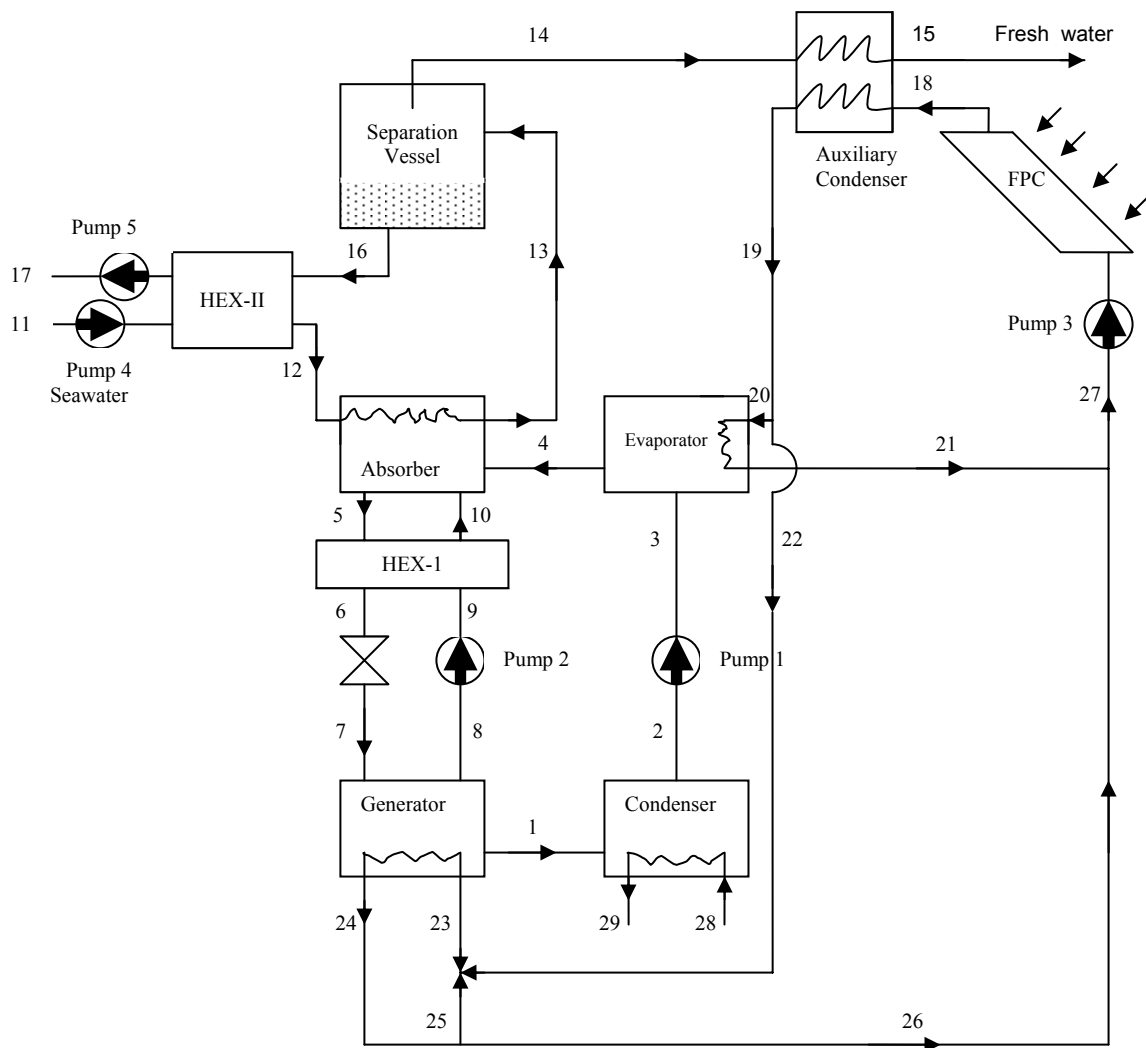 14
15
Fresh water
18
Separation
Vessel
Auxiliary
Condenser
FPC
Pump 5
16
13
19
17
HEX-II
11
Pump 3
12
Pump 4
Seawater
20
27
4
Evaporator
21
Absorber
5
10
3
22
HEX-1
6
9
Pump 2
Pump 1
7
8
2
Generator
Condenser
1
24
23
29
28
25
26